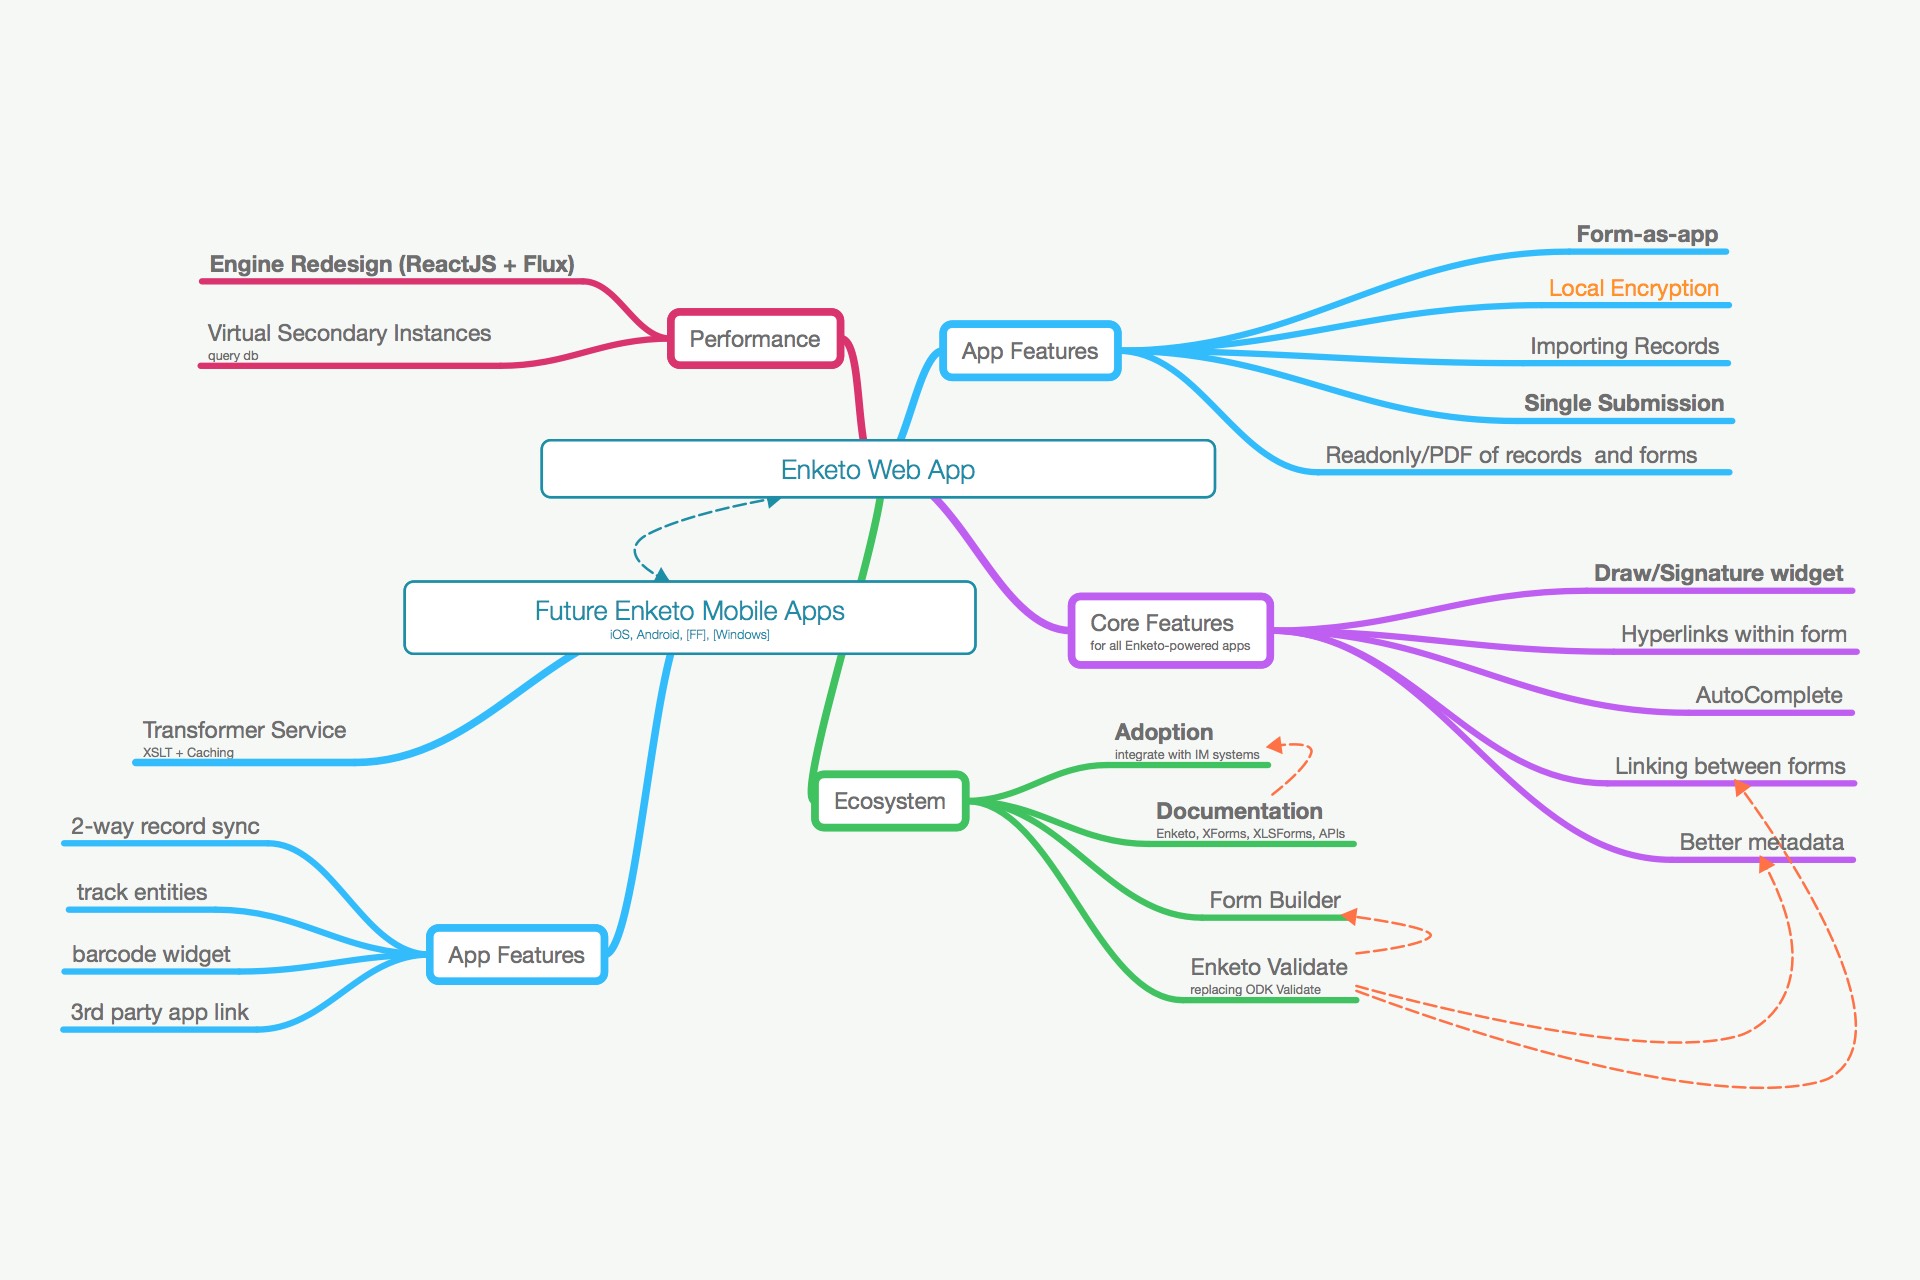 Engine Redesign (ReactJS + Flux)
Virtual Secondary Instances
query db
Performance
App Features
Form-as-app
Local Encryption
Importing Records
Single Submission
Readonly/PDF of records  and forms
Enketo Web App
Future Enketo Mobile Apps
iOS, Android, [FF], [Windows]
Core Features
for all Enketo-powered apps
Draw/Signature widget
Hyperlinks within form
AutoComplete
Linking between forms
Better metadata
Transformer Service
XSLT + Caching
2-way record sync
track entities
barcode widget
3rd party app link
App Features
Ecosystem
Adoption
integrate with IM systems
Documentation
Enketo, XForms, XLSForms, APIs
Form Builder
Enketo Validate
replacing ODK Validate